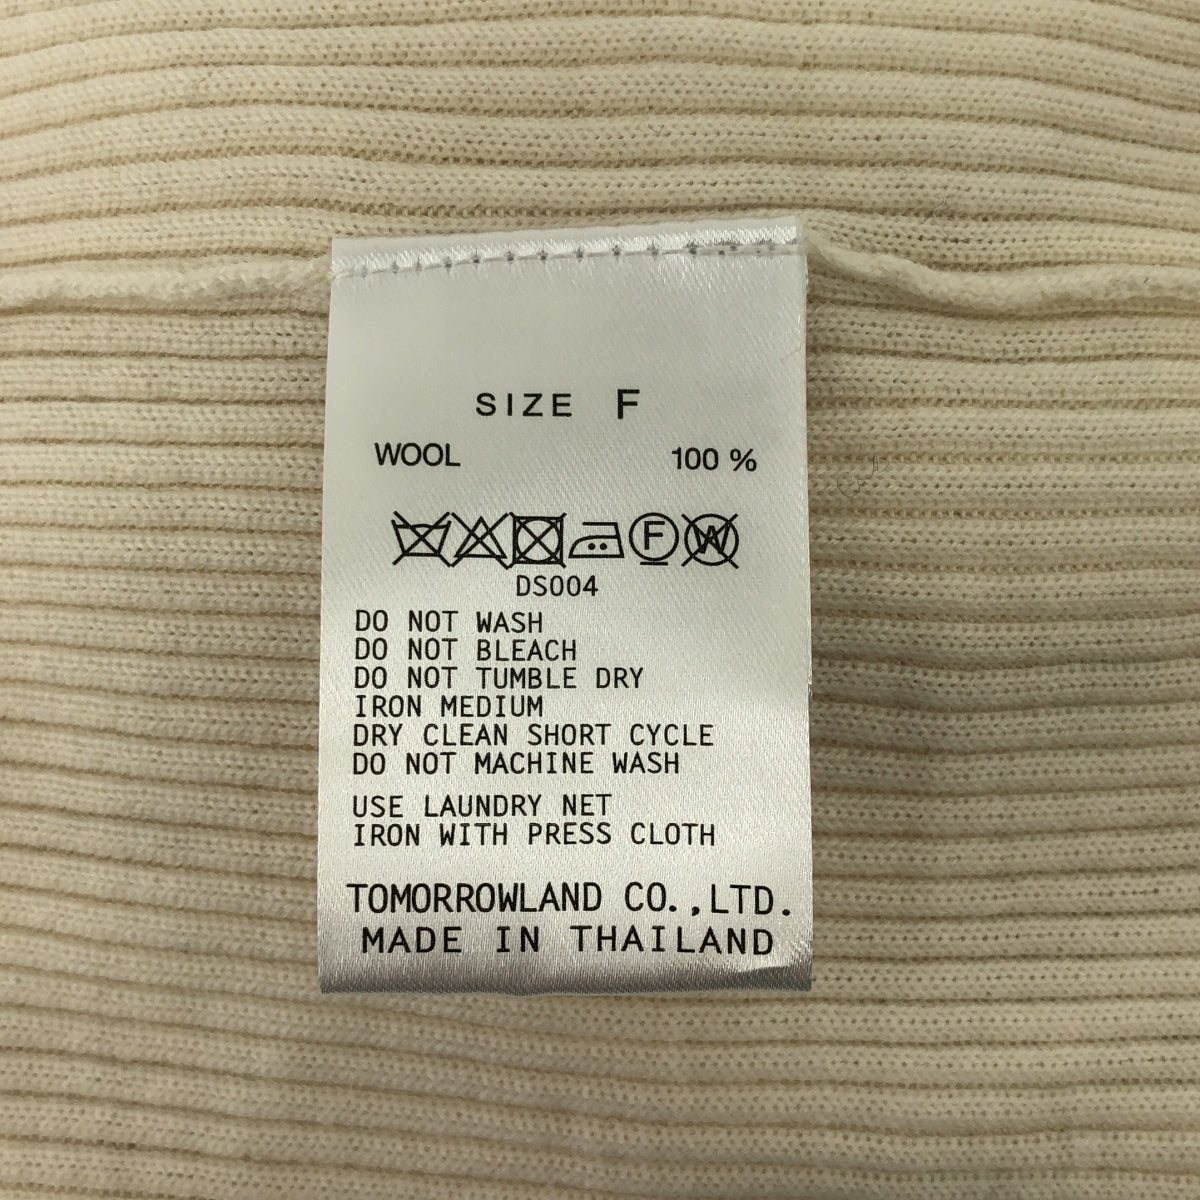 SIZE F
WOOL 100 %
F W
DS004
DO NOT WASH
DO NOT BLEACH
DO NOT TUMBLE DRY
IRON MEDIUM
DRY CLEAN SHORT CYCLE
DO NOT MACHINE WASH
USE LAUNDRY NET
IRON WITH PRESS CLOTH
TOMORROWLAND CO.,LTD.
MADE IN THAILAND